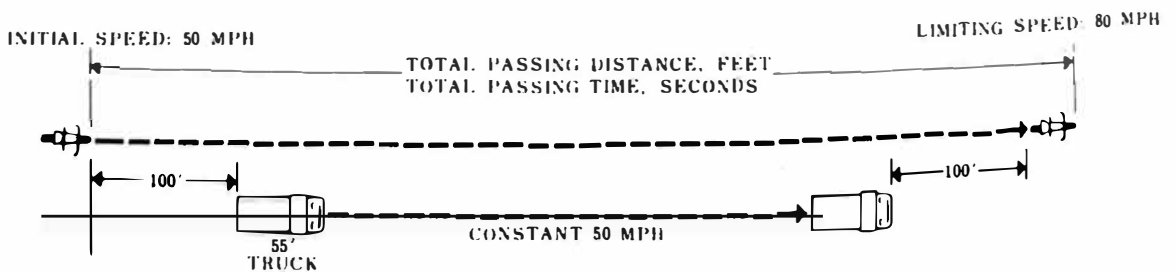 INITIAL SPEED: 50 MPH
LIMITING SPEED: 80 MPH
TOTAL PASSING DISTANCE, FEET
TOTAL PASSING TIME, SECONDS
100'
100'
CONSTANT 50 MPH
55'
TRUCK